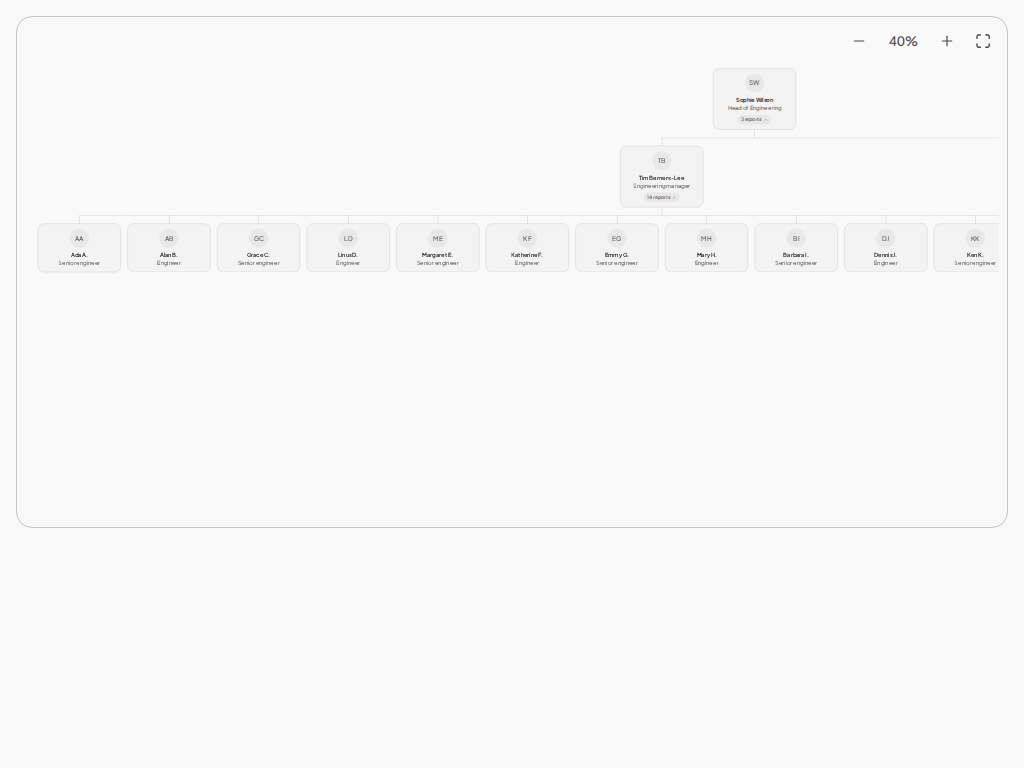 40%
SW
Sophie Wilson
Head of Engineering
2 reports
TB
Tim Berners-Lee
Engineering manager
14 reports
AA
Ada A.
Senior engineer
AB
Alan B.
Engineer
GC
Grace C.
Senior engineer
LD
Linus D.
Engineer
ME
Margaret E.
Senior engineer
KF
Katherine F.
Engineer
EG
Emmy G.
Senior engineer
MH
Mary H.
Engineer
BI
Barbara I.
Senior engineer
DJ
Dennis J.
Engineer
KK
Ken K.
Senior engineer